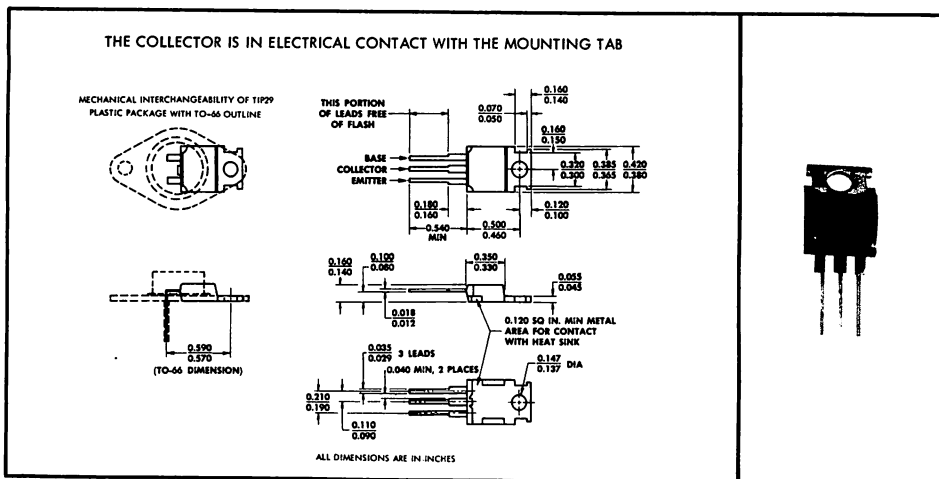 THE COLLECTOR IS IN ELECTRICAL CONTACT WITH THE MOUNTING TAB
MECHANICAL INTERCHANGEABILITY OF TIP29
PLASTIC PACKAGE WITH TO-66 OUTLINE
THIS PORTION
OF LEADS FREE
OF FLASH
BASE
COLLECTOR
EMITTER
0.070
0.050
0.160
0.140
0.160
0.150
0.320
0.300
0.385
0.365
0.420
0.380
0.180
0.160
0.540
MIN
0.500
0.460
0.120
0.100
0.590
0.570
(TO-66 DIMENSION)
0.160
0.140
0.100
0.080
0.350
0.330
0.055
0.045
0.018
0.012
0.120 SQ IN. MIN METAL
AREA FOR CONTACT
WITH HEAT SINK
0.035
0.029
3 LEADS
0.040 MIN, 2 PLACES
0.147
0.137
DIA
0.210
0.190
0.110
0.090
ALL DIMENSIONS ARE IN INCHES